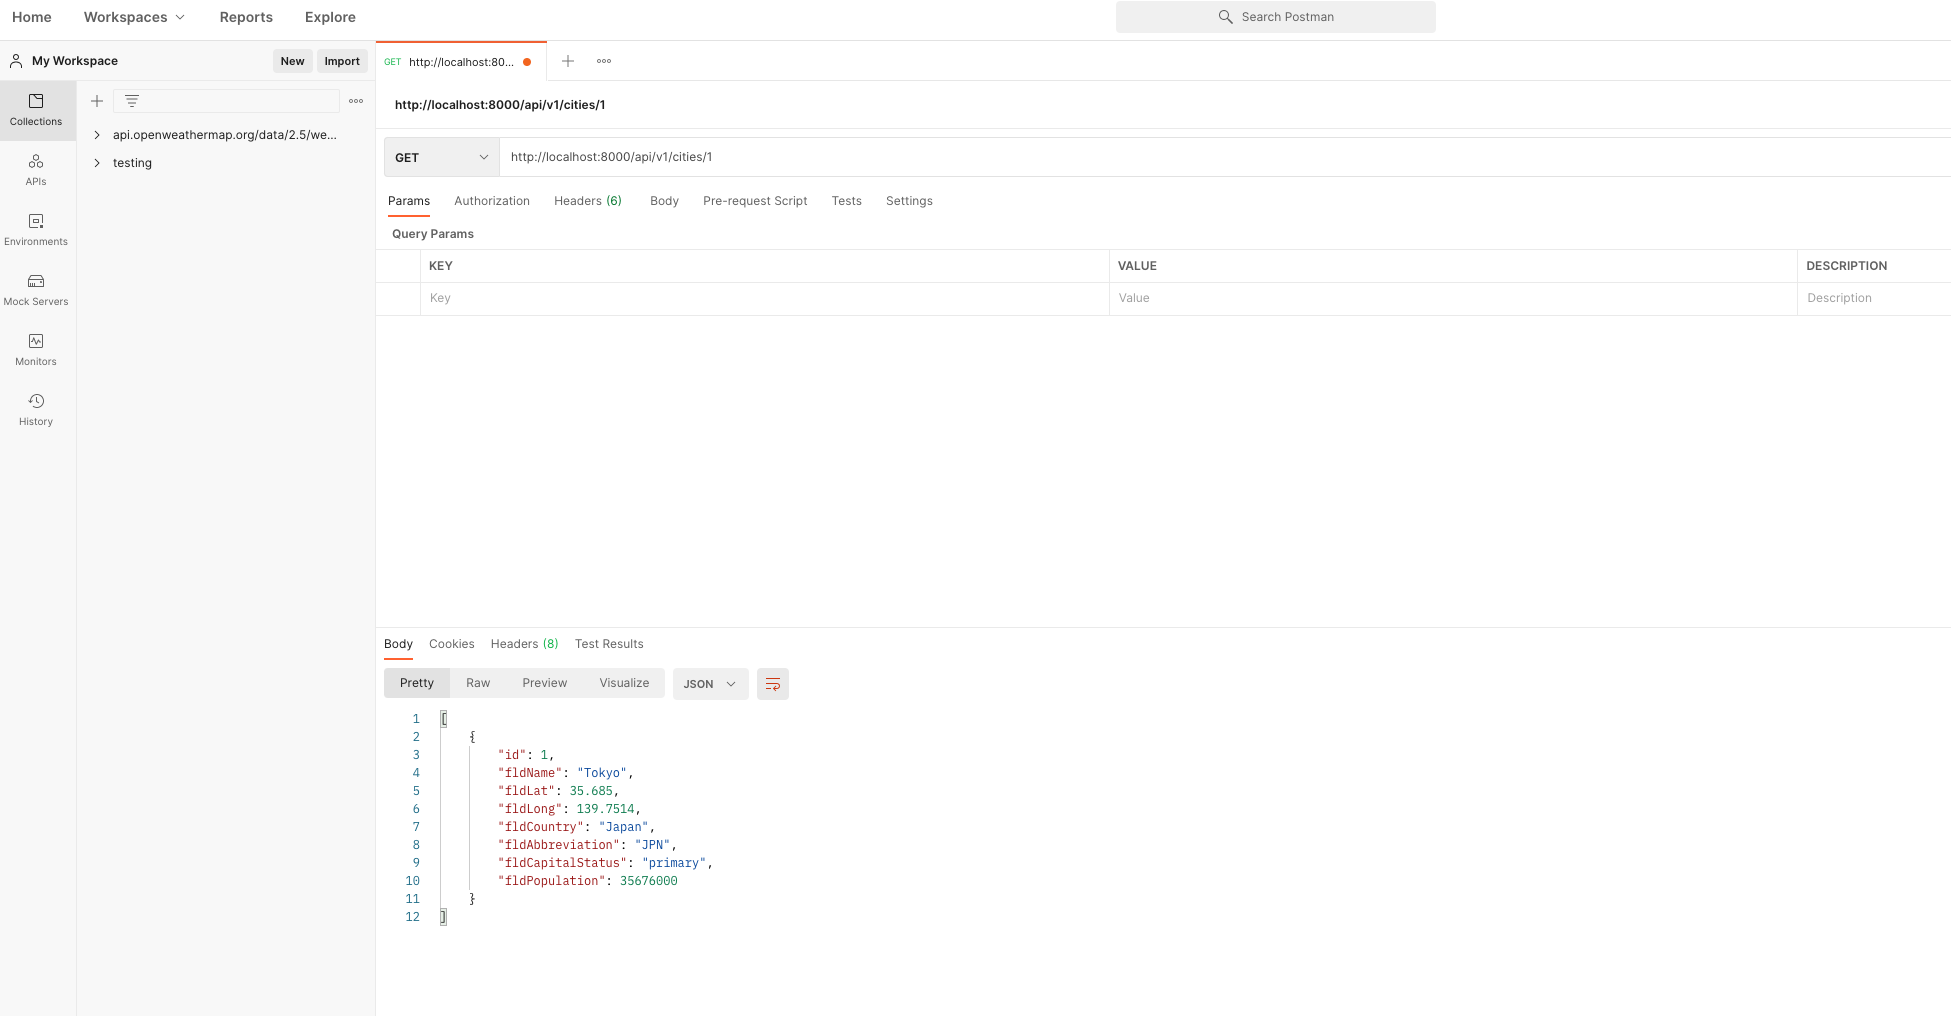 Home Workspaces Reports Explore Search Postman
My Workspace New Import
GET http://localhost:80...
Collections
api.openweathermap.org/data/2.5/we...
testing
APIs
Environments
Mock Servers
Monitors
History
http://localhost:8000/api/v1/cities/1
GET http://localhost:8000/api/v1/cities/1
Params Authorization Headers (6) Body Pre-request Script Tests Settings
Query Params
KEY VALUE DESCRIPTION
Key Value Description
Body Cookies Headers (8) Test Results
Pretty Raw Preview Visualize JSON
1 [
2 {
3 "id": 1,
4 "fldName": "Tokyo",
5 "fldLat": 35.685,
6 "fldLong": 139.7514,
7 "fldCountry": "Japan",
8 "fldAbbreviation": "JPN",
9 "fldCapitalStatus": "primary",
10 "fldPopulation": 35676000
11 }
12 ]